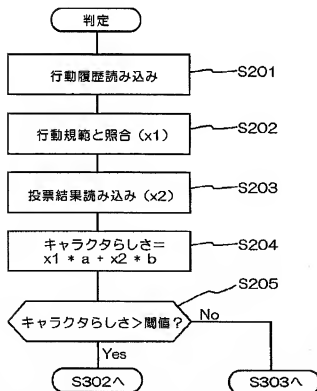 判定
行動履歴読み込み
S201
行動規範と照合（x1）
S202
投票結果読み込み（x2）
S203
キャラクタらしさ＝
x1 * a + x2 * b
S204
S205
キャラクタらしさ＞閾値？
No
Yes
S302へ
S303へ